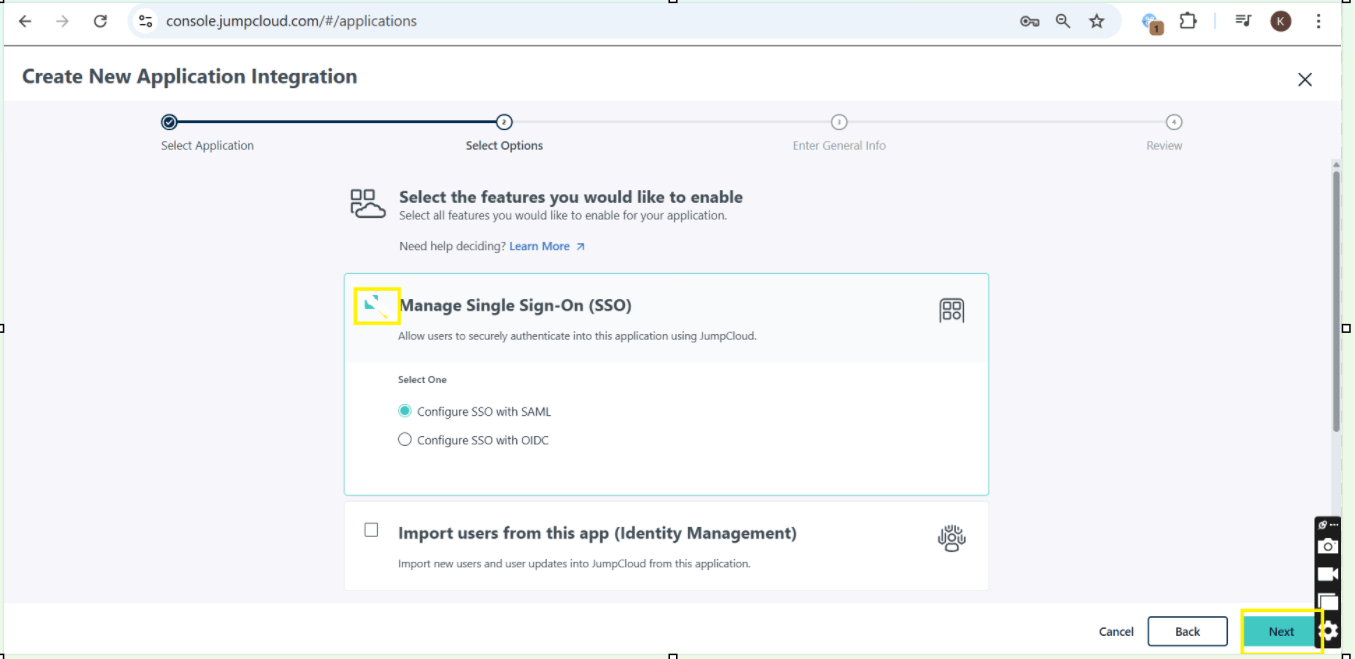 console.jumpcloud.com/#/applications
1
K
Create New Application Integration
2
3
4
Select Application
Select Options
Enter General Info
Review
Select the features you would like to enable
Select all features you would like to enable for your application.
Need help deciding? Learn More
Manage Single Sign-On (SSO)
Allow users to securely authenticate into this application using JumpCloud.
Select One
Configure SSO with SAML
Configure SSO with OIDC
Import users from this app (Identity Management)
Import new users and user updates into JumpCloud from this application.
Cancel
Back
Next